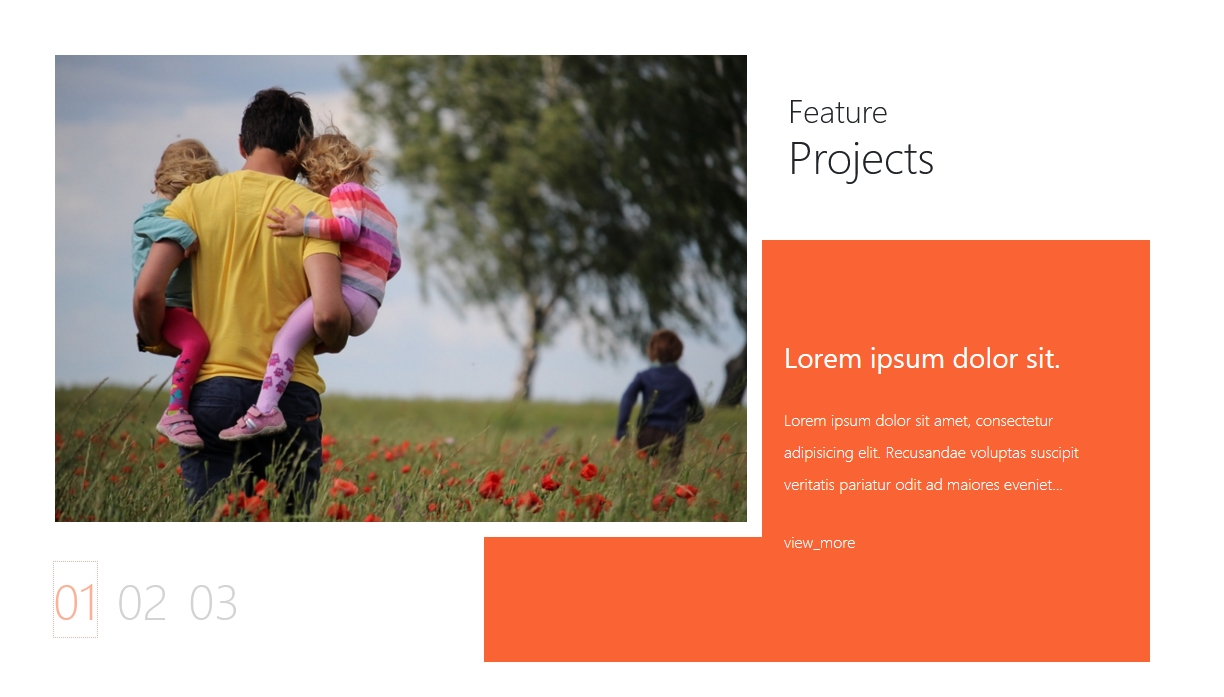 Feature
Projects
Lorem ipsum dolor sit.
Lorem ipsum dolor sit amet, consectetur
adipisicing elit. Recusandae voluptas suscipit
veritatis pariatur odit ad maiores eveniet...
view_more
01 02 03